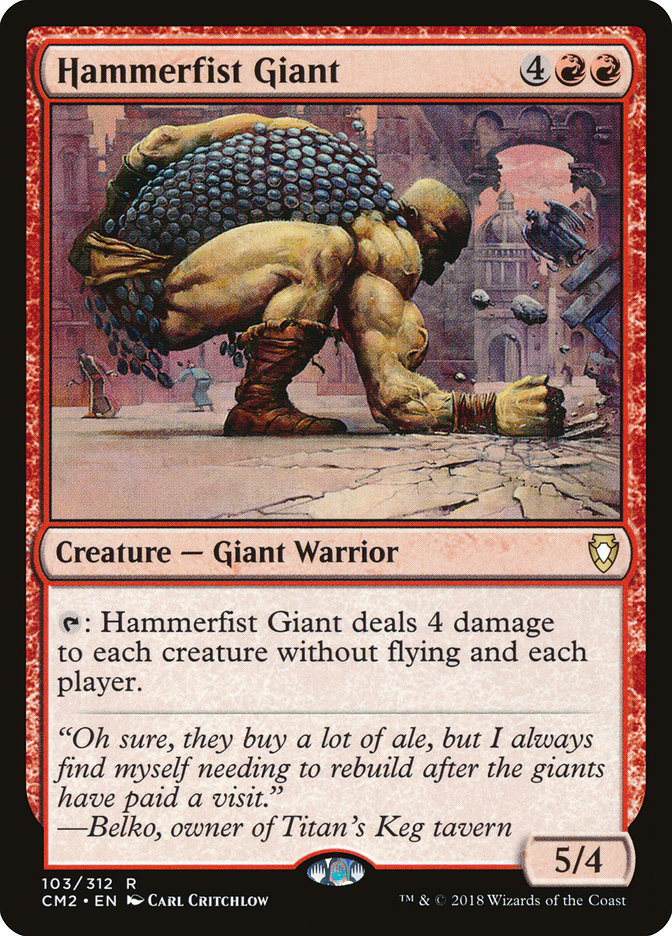 Hammerfist Giant 4
Creature — Giant Warrior
: Hammerfist Giant deals 4 damage
to each creature without flying and each
player.
“Oh sure, they buy a lot of ale, but I always
find myself needing to rebuild after the giants
have paid a visit.”
—Belko, owner of Titan’s Keg tavern
5/4
103/312 R
CM2 • EN Carl Critchlow
™ & © 2018 Wizards of the Coast